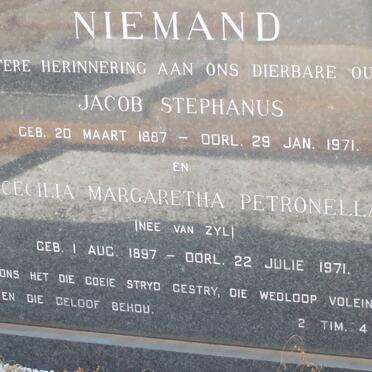 NIEMAND
TERE HERINNERING AAN ONS DIERBARE OU
JACOB STEPHANUS
GEB. 20 MAART 1887 — OORL. 29 JAN. 1971.
EN
CECILIA MARGARETHA PETRONELLA
(NEE VAN ZYL)
GEB. 1 AUG. 1897 — OORL. 22 JULIE 1971.
ONS HET DIE GOEIE STRYD GESTRY, DIE WEDLOOP VOLEIN
EN DIE GELOOF BEHOU.
2 TIM. 4